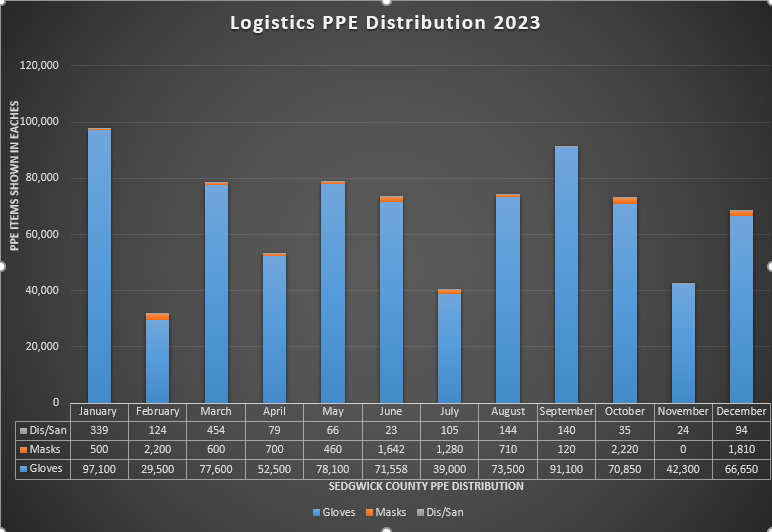 Logistics PPE Distribution 2023
PPE ITEMS SHOWN IN EACHES
120,000
100,000
80,000
60,000
40,000
20,000
0
January February March April May June July August September October November December
Dis/San 339 124 454 79 66 23 105 144 140 35 24 94
Masks 500 2,200 600 700 460 1,642 1,280 710 120 2,220 0 1,810
Gloves 97,100 29,500 77,600 52,500 78,100 71,558 39,000 73,500 91,100 70,850 42,300 66,650
SEDGWICK COUNTY PPE DISTRIBUTION
Gloves Masks Dis/San